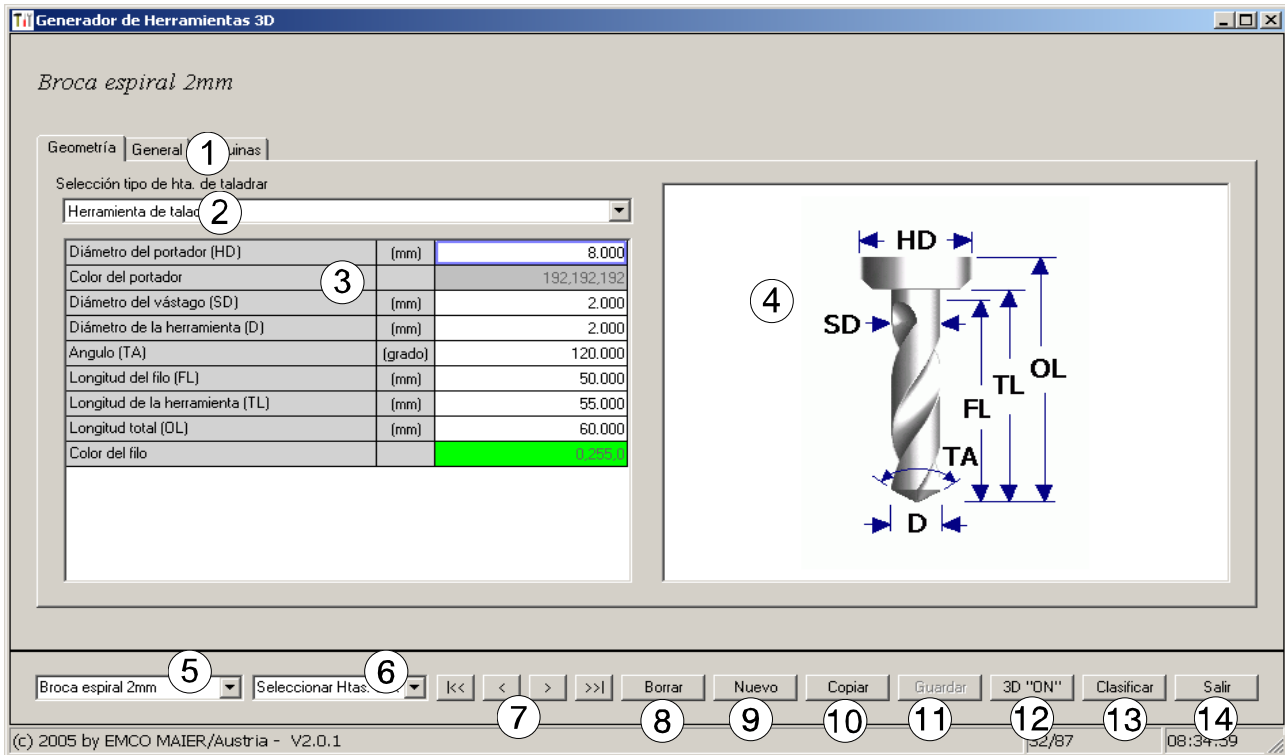 Generador de Herramientas 3D
Broca espiral 2mm
Geometría General
1
Selección tipo de hta. de taladrar
Herramienta de
2
Diámetro del portador (HD) (mm) 8.000
Color del portador 192,192,192
3
Diámetro del vástago (SD) (mm) 2.000
Diámetro de la herramienta (D) (mm) 2.000
Angulo (TA) (grado) 120.000
Longitud del filo (FL) (mm) 50.000
Longitud de la herramienta (TL) (mm) 55.000
Longitud total (OL) (mm) 60.000
Color del filo 0,255,0
HD
4
SD
OL
TL
FL
TA
D
5 6
Broca espiral 2mm Seleccionar Htas. |<< < > >>| Borrar Nuevo Copiar Guardar 3D "ON" Clasificar Salir
7 8 9 10 11 12 13 14
(c) 2005 by EMCO MAIER/Austria - V2.0.1 32/87 08:34:59